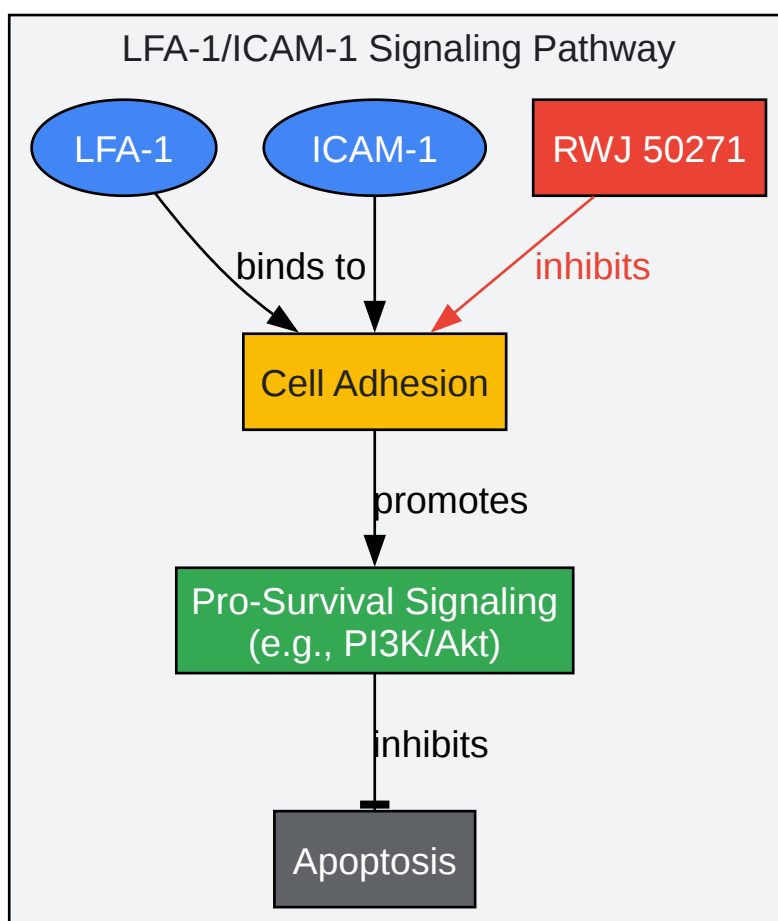 LFA-1/ICAM-1 Signaling Pathway
LFA-1
ICAM-1
RWJ 50271
binds to
inhibits
Cell Adhesion
promotes
Pro-Survival Signaling
(e.g., PI3K/Akt)
inhibits
Apoptosis